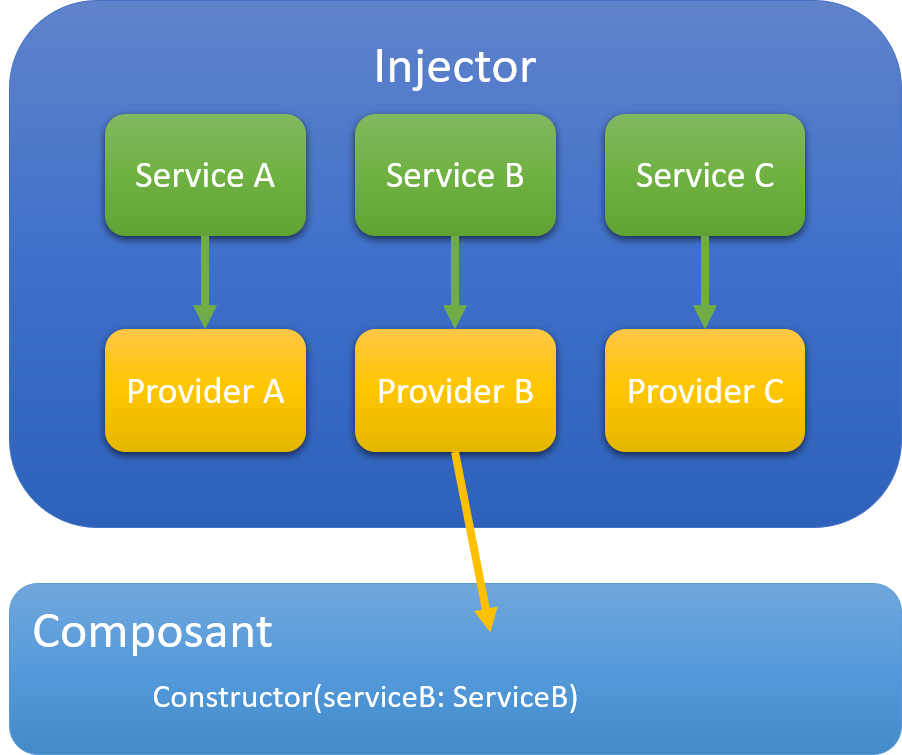 Injector
Service A
Service B
Service C
Provider A
Provider B
Provider C
Composant
Constructor(serviceB: ServiceB)